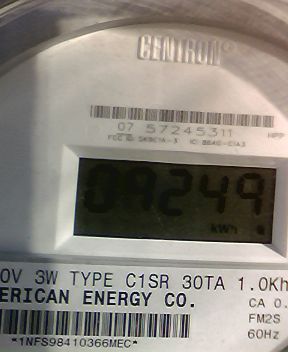 CENTRON®
07 57245311
09249
kWh
0V 3W TYPE C1SR 30TA 1.0Kh
ERICAN ENERGY CO.
CA 0.
FM2S
60Hz
*1NFS98410366MEC*